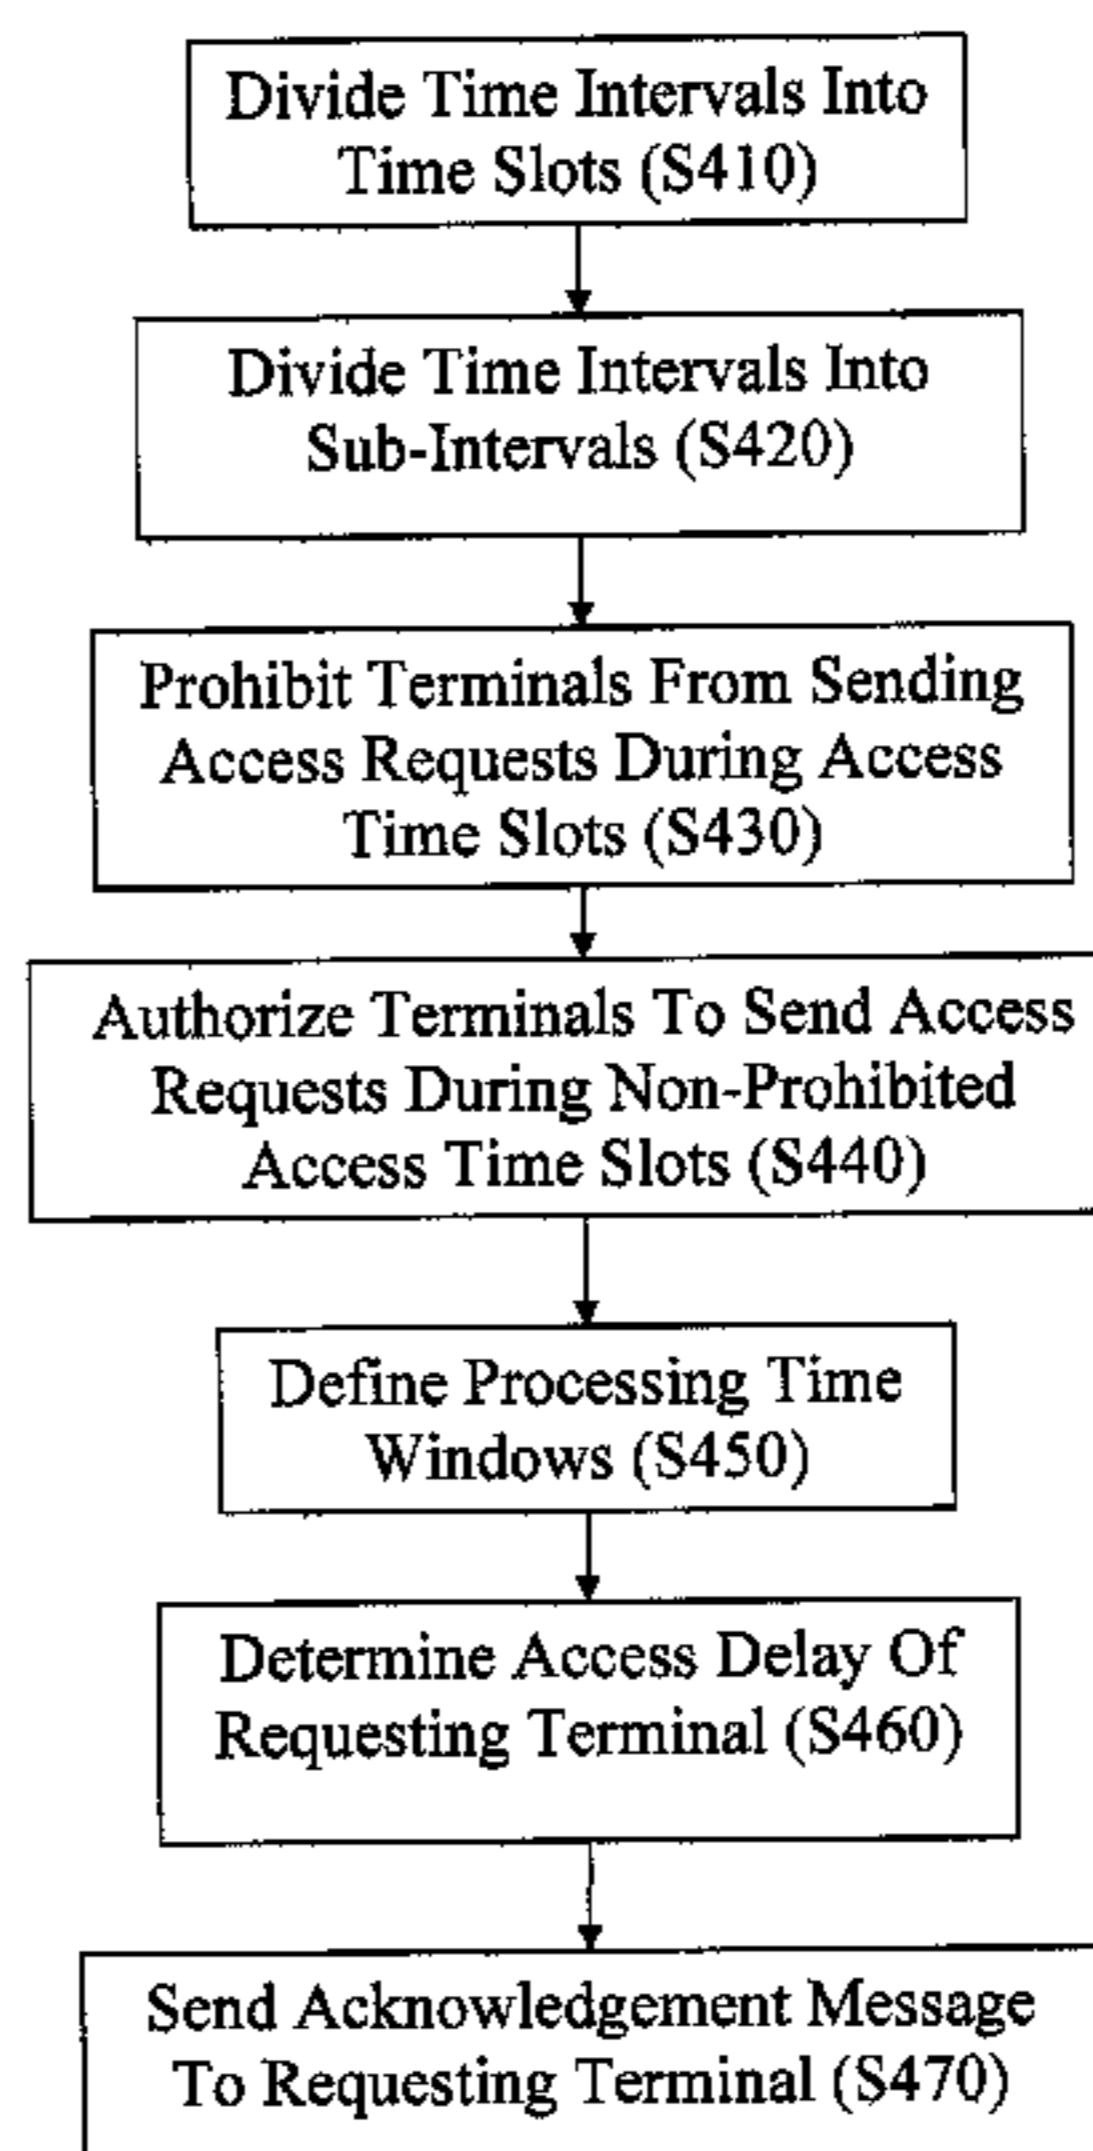 Divide Time Intervals Into
Time Slots (S410)
Divide Time Intervals Into
Sub-Intervals (S420)
Prohibit Terminals From Sending
Access Requests During Access
Time Slots (S430)
Authorize Terminals To Send Access
Requests During Non-Prohibited
Access Time Slots (S440)
Define Processing Time
Windows (S450)
Determine Access Delay Of
Requesting Terminal (S460)
Send Acknowledgement Message
To Requesting Terminal (S470)